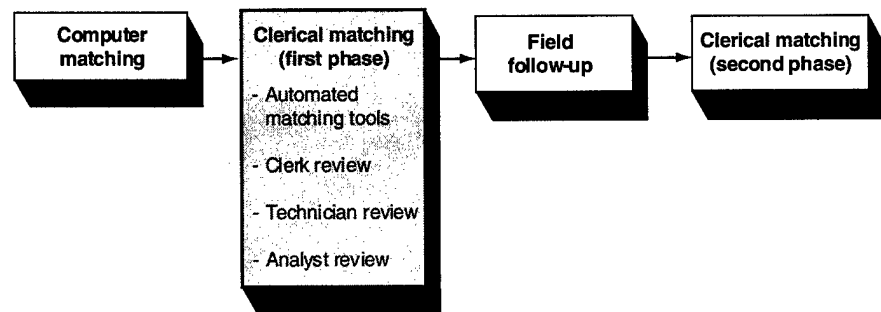 Computer
matching
Clerical matching
(first phase)
- Automated
matching tools
- Clerk review
- Technician review
- Analyst review
Field
follow-up
Clerical matching
(second phase)